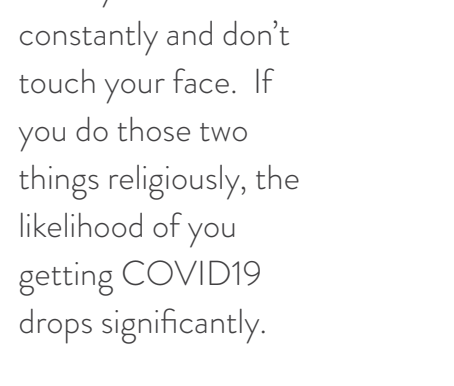 constantly and don't
touch your face. If
you do those two
things religiously, the
likelihood of you
getting COVID19
drops significantly.